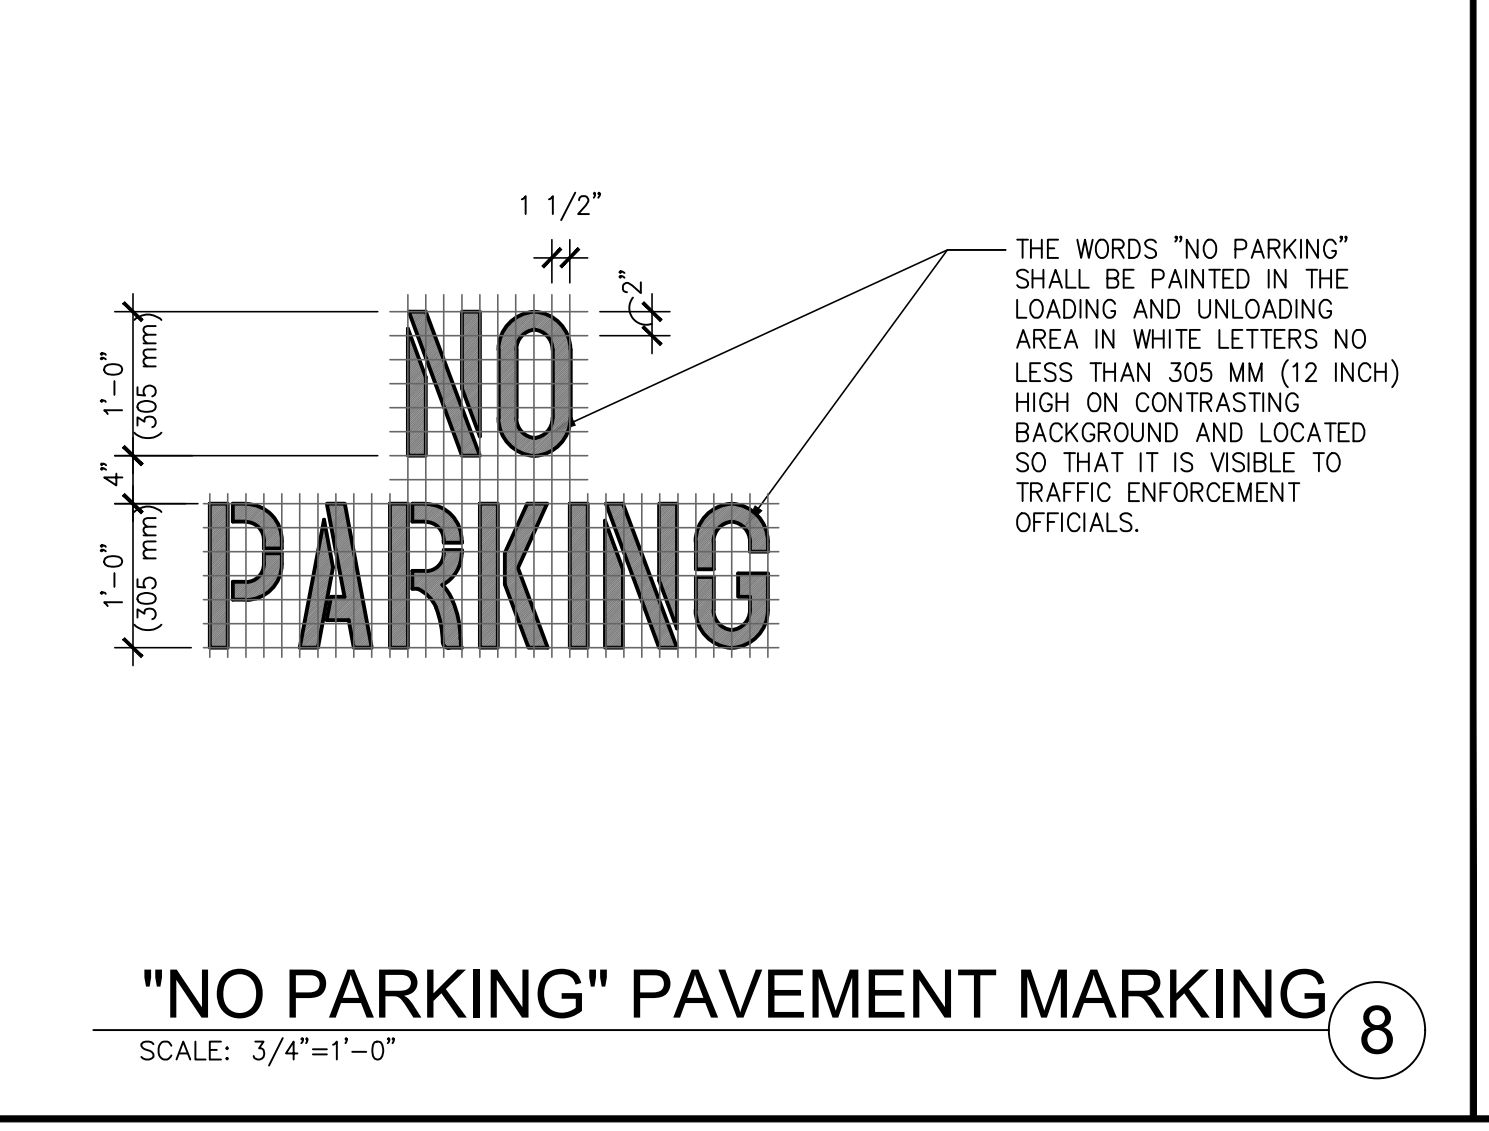 1 1/2"
2"
1'-0"
(305 mm)
4"
1'-0"
(305 mm)
NO
PARKING
THE WORDS "NO PARKING"
SHALL BE PAINTED IN THE
LOADING AND UNLOADING
AREA IN WHITE LETTERS NO
LESS THAN 305 MM (12 INCH)
HIGH ON CONTRASTING
BACKGROUND AND LOCATED
SO THAT IT IS VISIBLE TO
TRAFFIC ENFORCEMENT
OFFICIALS.
"NO PARKING" PAVEMENT MARKING
8
SCALE: 3/4"=1'-0"